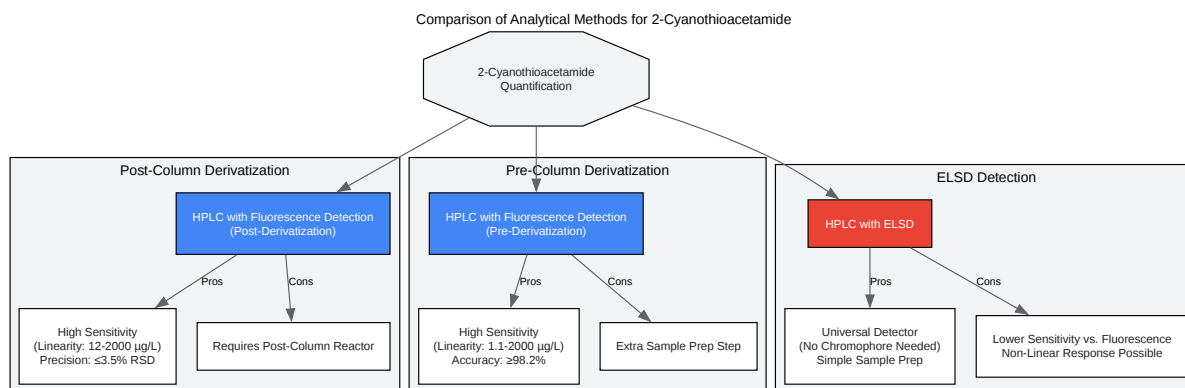 Comparison of Analytical Methods for 2-Cyanothioacetamide
2-Cyanothioacetamide
Quantification
Post-Column Derivatization
HPLC with Fluorescence Detection
(Post-Derivatization)
Pros
Cons
High Sensitivity
(Linearity: 12-2000 µg/L)
Precision: ≤3.5% RSD
Requires Post-Column Reactor
Pre-Column Derivatization
HPLC with Fluorescence Detection
(Pre-Derivatization)
Pros
Cons
High Sensitivity
(Linearity: 1.1-2000 µg/L)
Accuracy: ≥98.2%
Extra Sample Prep Step
ELSD Detection
HPLC with ELSD
Pros
Cons
Universal Detector
(No Chromophore Needed)
Simple Sample Prep
Lower Sensitivity vs. Fluorescence
Non-Linear Response Possible